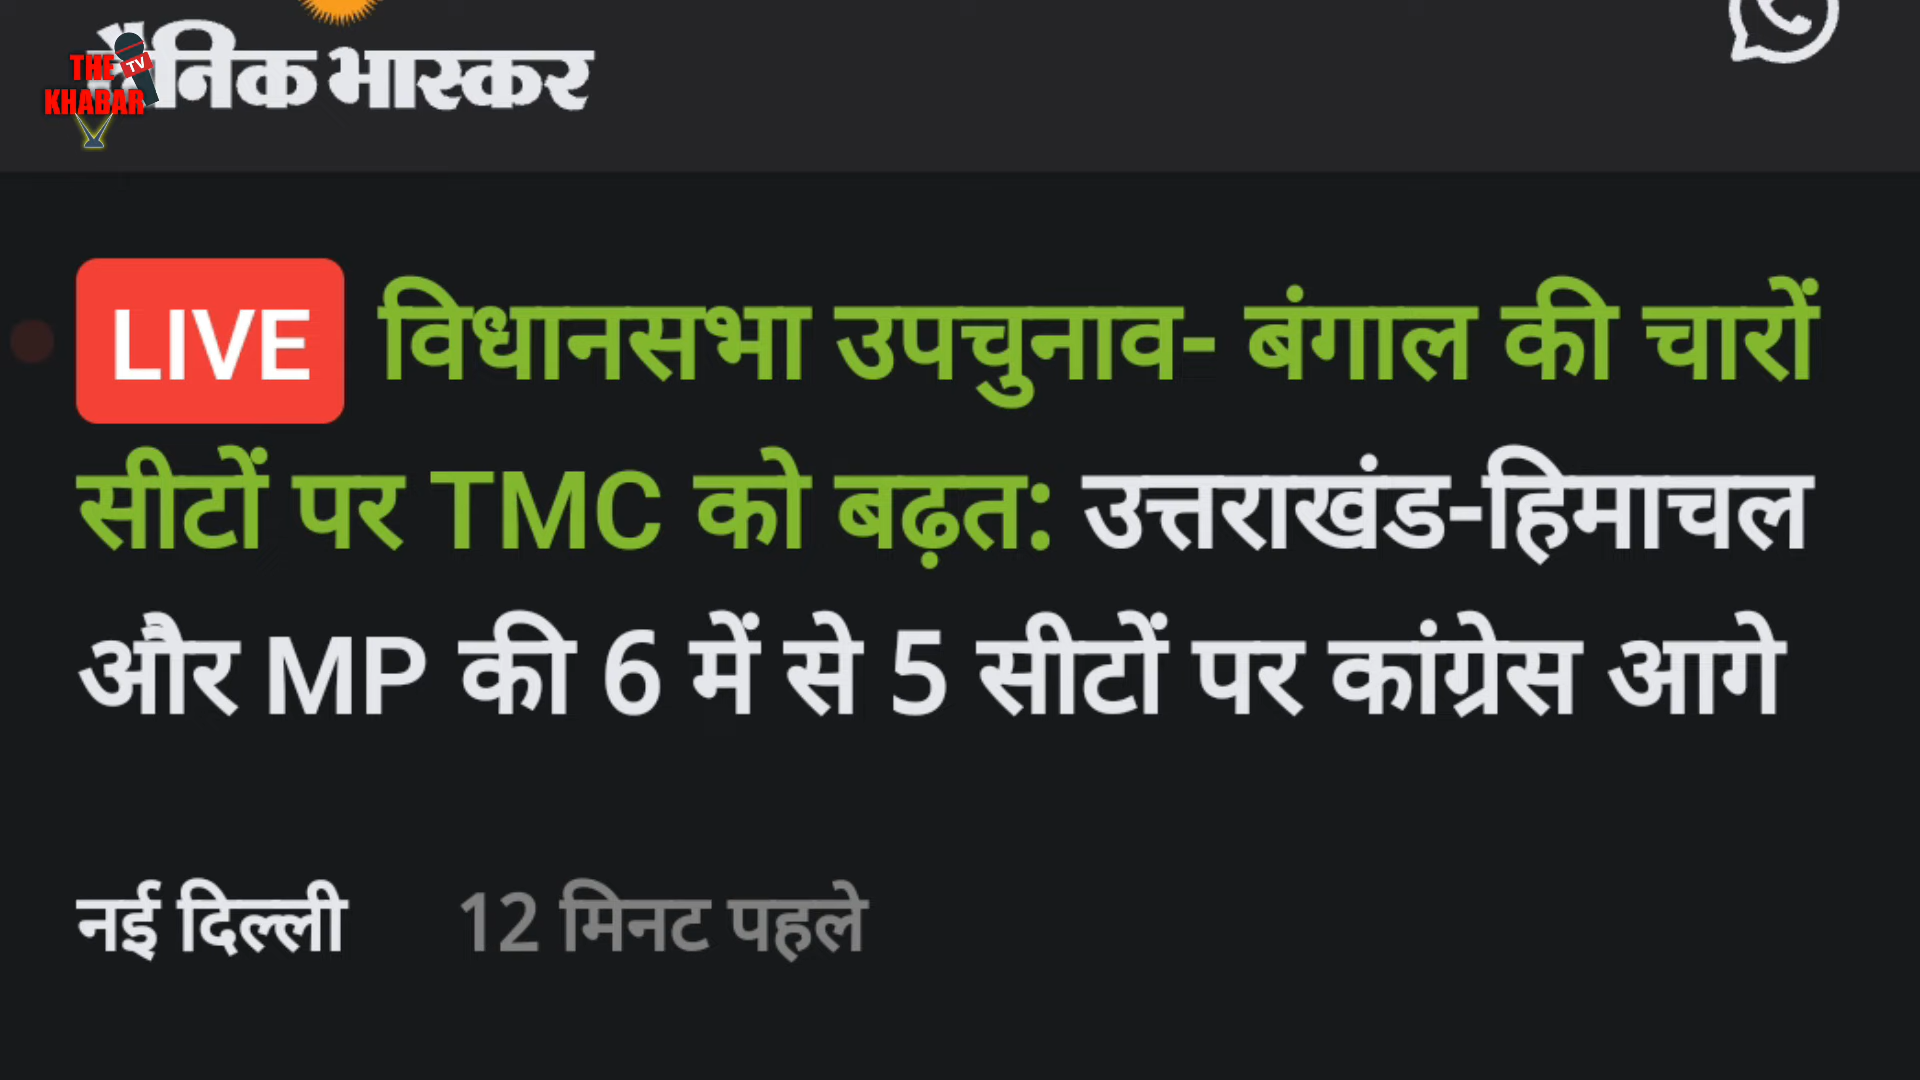 THE
TV
KHABAR
दैनिक भास्कर
LIVE विधानसभा उपचुनाव- बंगाल की चारों
सीटों पर TMC को बढ़त: उत्तराखंड-हिमाचल
और MP की 6 में से 5 सीटों पर कांग्रेस आगे
नई दिल्ली 12 मिनट पहले